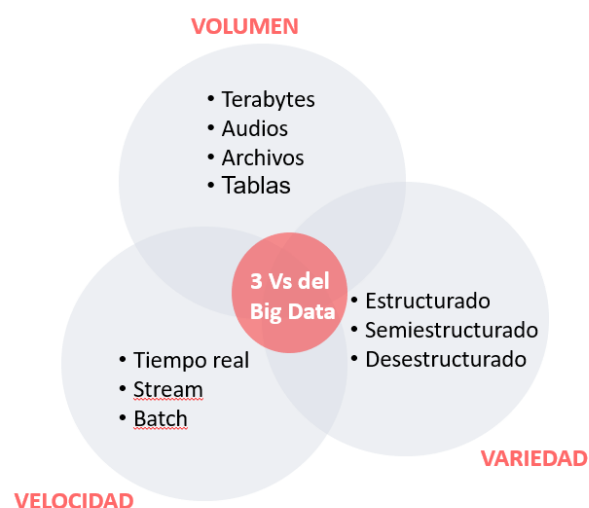 VOLUMEN
• Terabytes
• Audios
• Archivos
• Tablas
3 Vs del
Big Data
• Estructurado
• Semiestructurado
• Desestructurado
• Tiempo real
• Stream
• Batch
VARIEDAD
VELOCIDAD